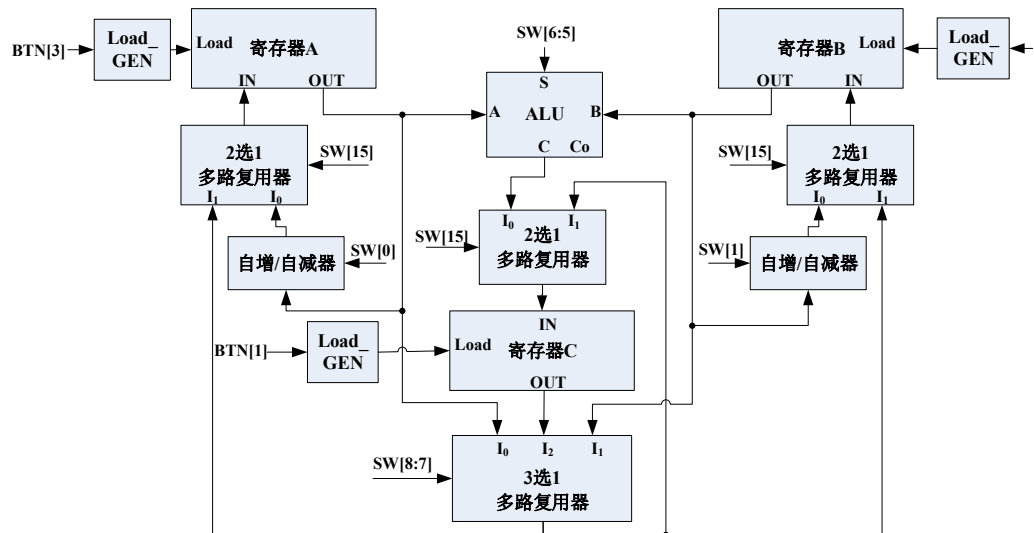 BTN[3]
Load_
GEN
Load
寄存器A
IN
OUT
SW[6:5]
S
A
ALU
B
C
Co
寄存器B
Load
OUT
IN
Load_
GEN
2选1
多路复用器
I1
I0
SW[15]
I0
I1
2选1
多路复用器
SW[15]
SW[15]
2选1
多路复用器
I0
I1
自增/自减器
SW[0]
SW[1]
自增/自减器
BTN[1]
Load_
GEN
IN
Load
寄存器C
OUT
I0
I2
I1
SW[8:7]
3选1
多路复用器